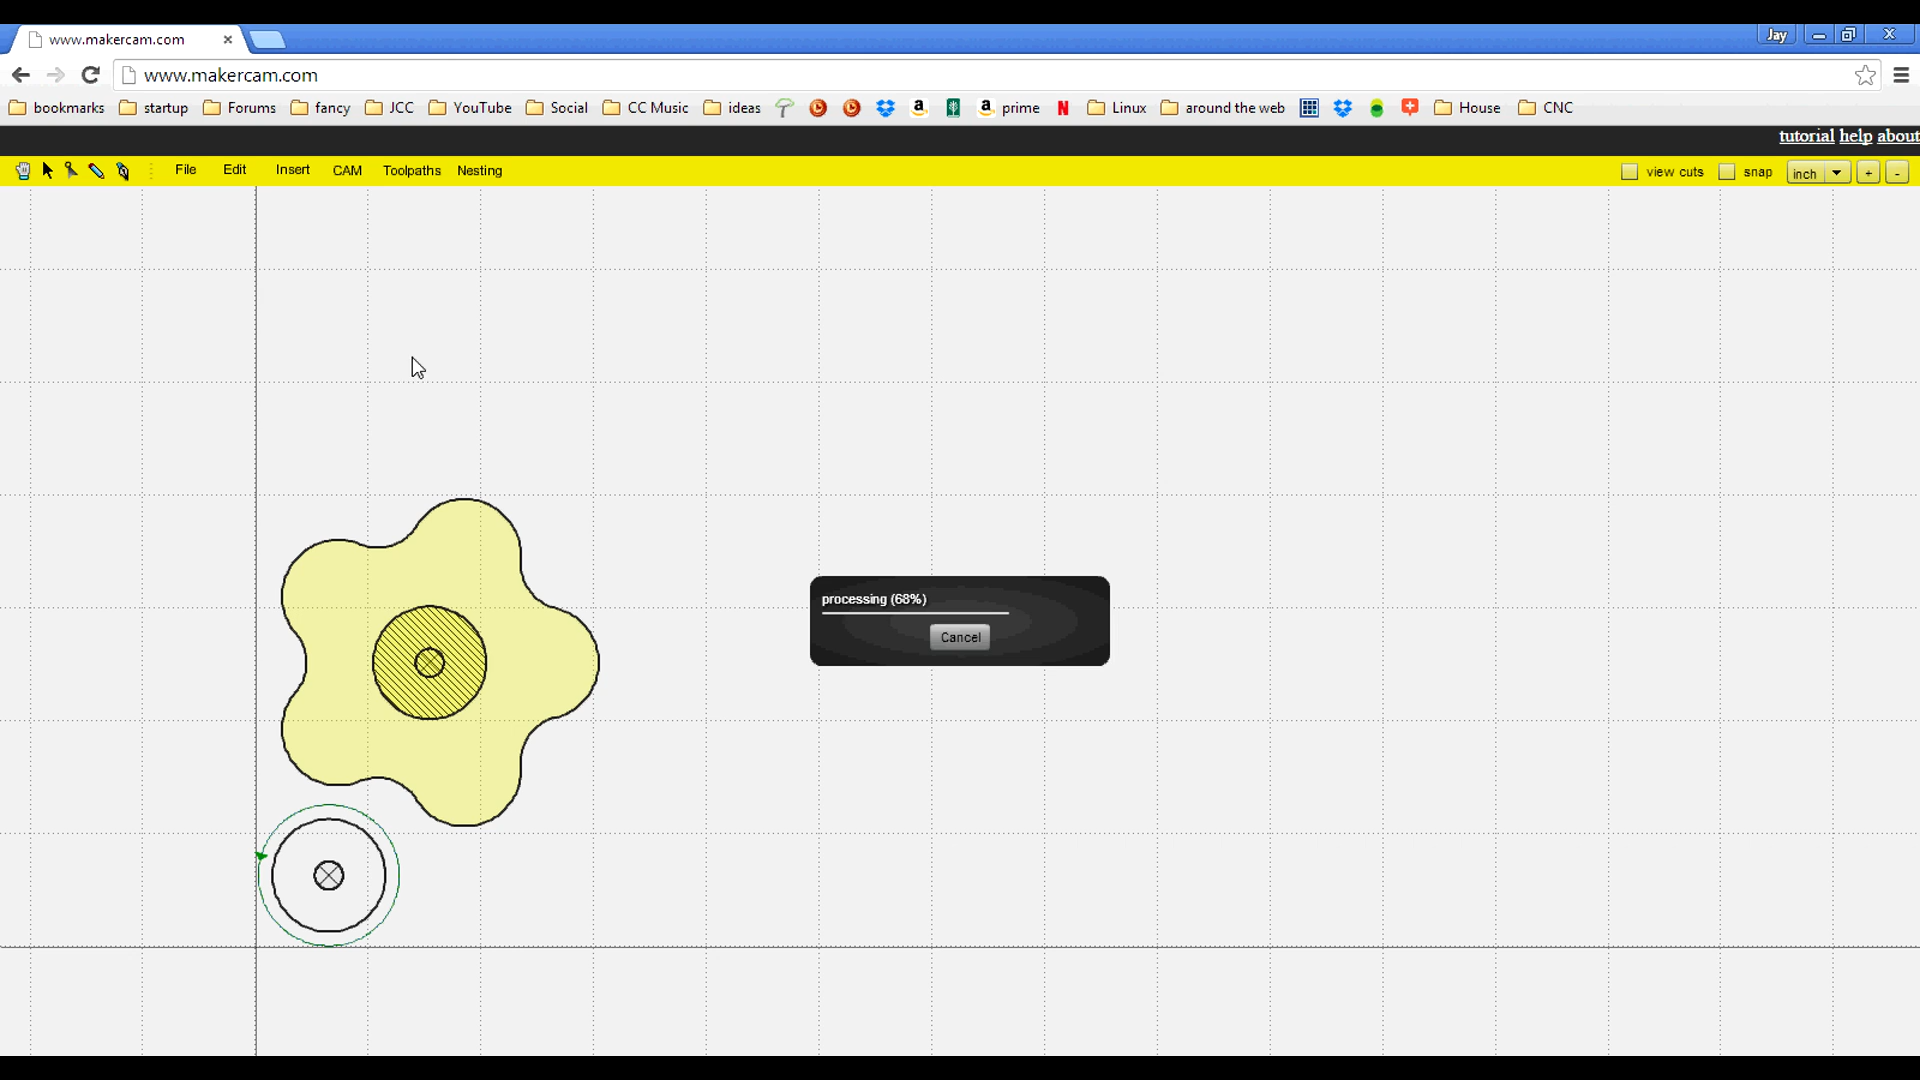 www.makercam.com
Jay
www.makercam.com
bookmarks startup Forums fancy JCC YouTube Social CC Music ideas a a prime N Linux around the web House CNC
tutorial help about
File Edit Insert CAM Toolpaths Nesting view cuts snap inch + -
processing (68%)
Cancel